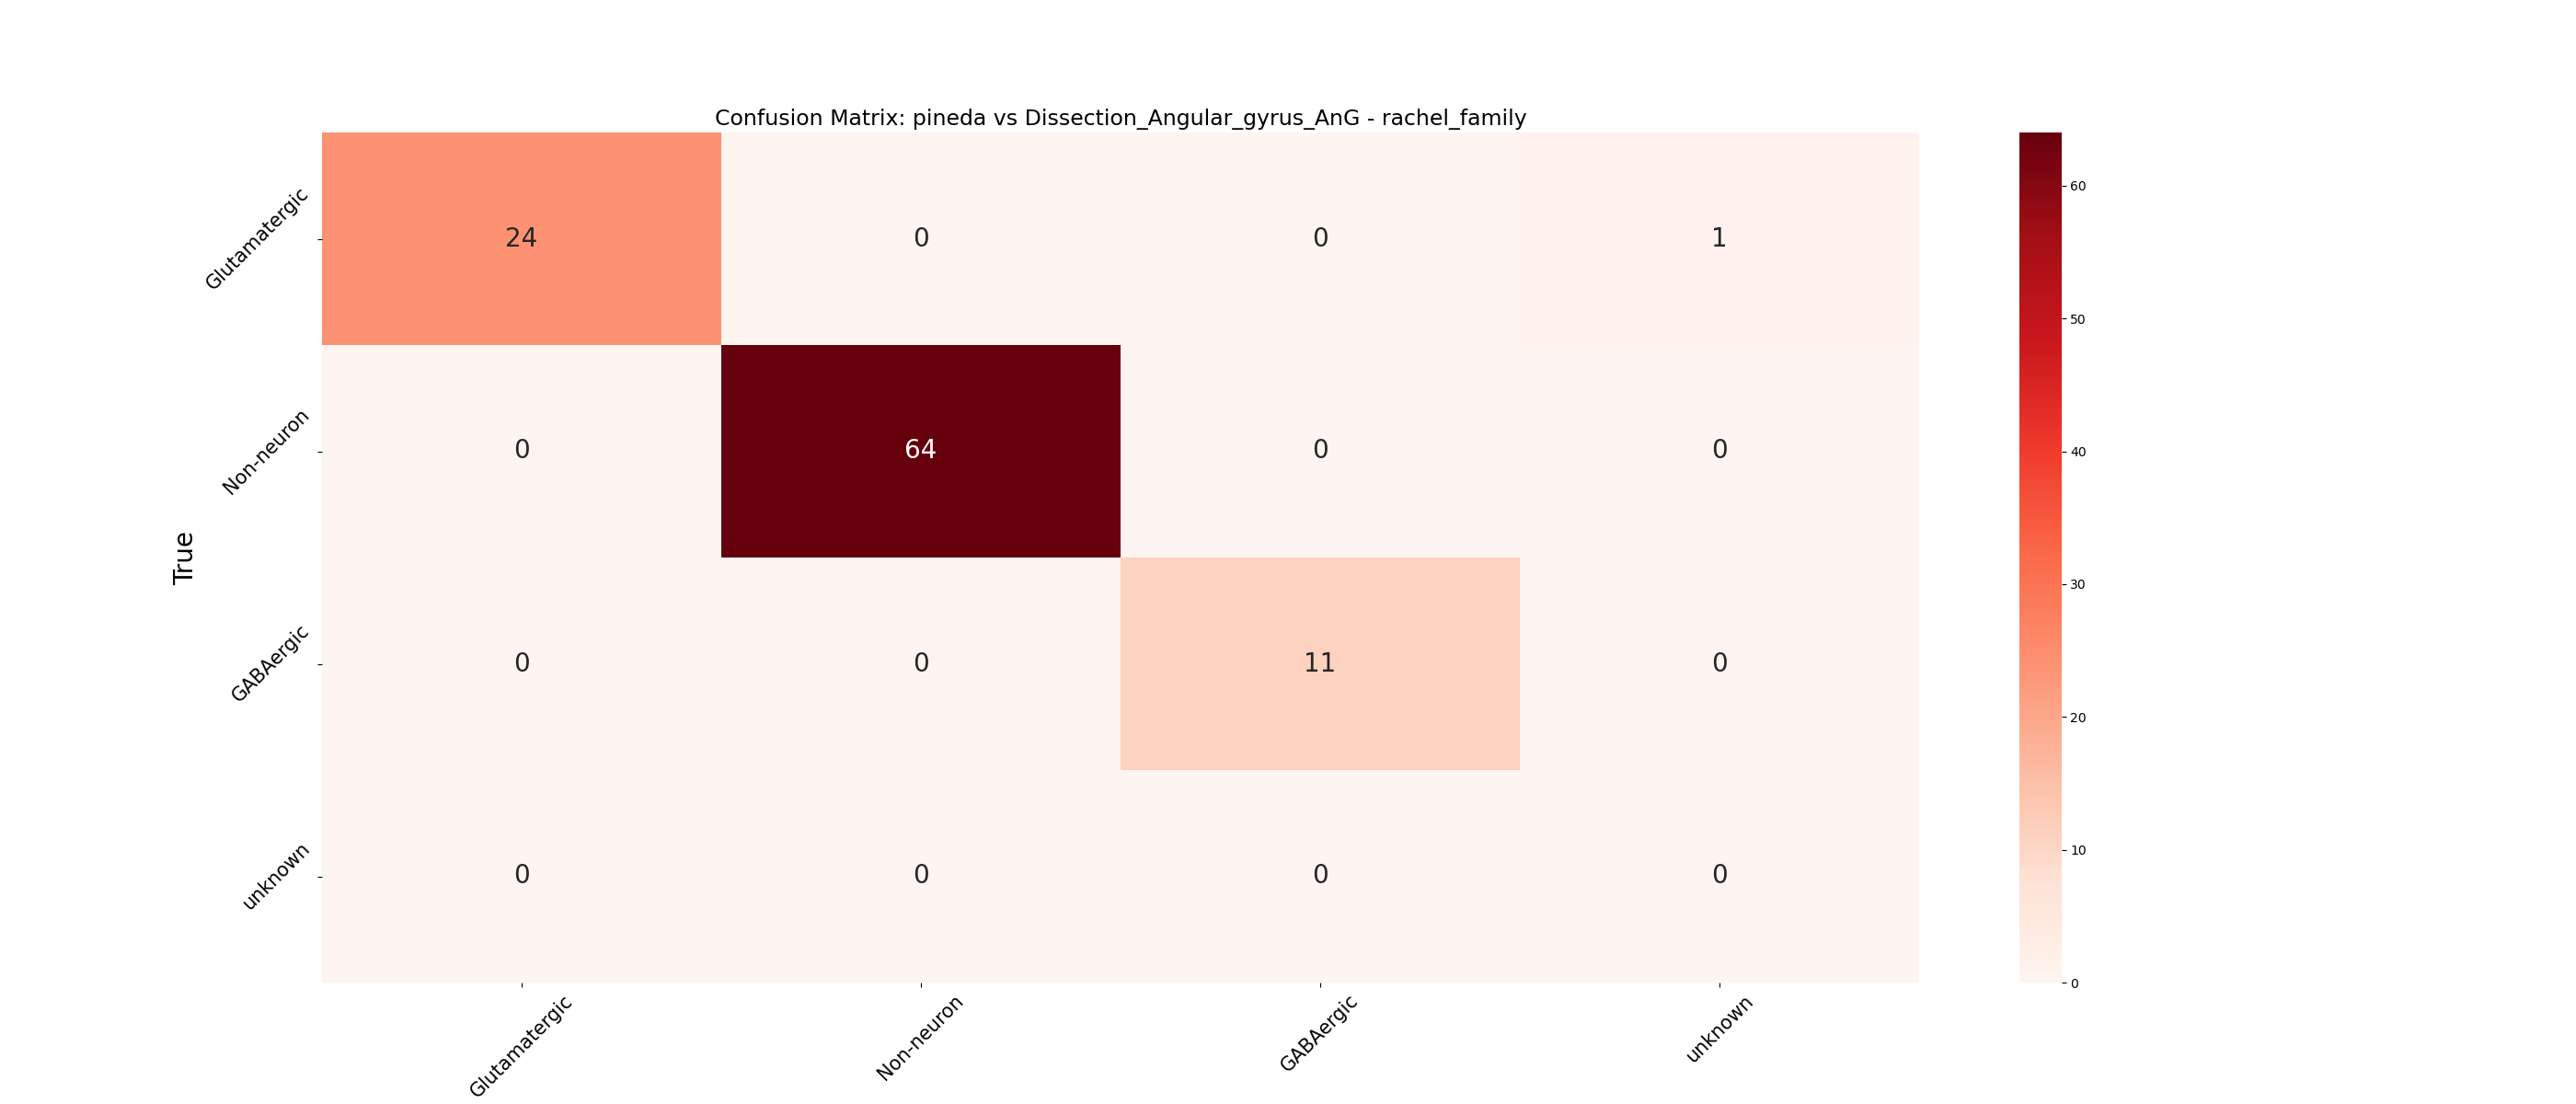 Confusion Matrix: pineda vs Dissection_Angular_gyrus_AnG - rachel_family
Glutamatergic
24
0
0
1
Non-neuron
0
64
0
0
GABAergic
0
0
11
0
unknown
0
0
0
0
True
Glutamatergic
Non-neuron
GABAergic
unknown
60
50
40
30
20
10
0